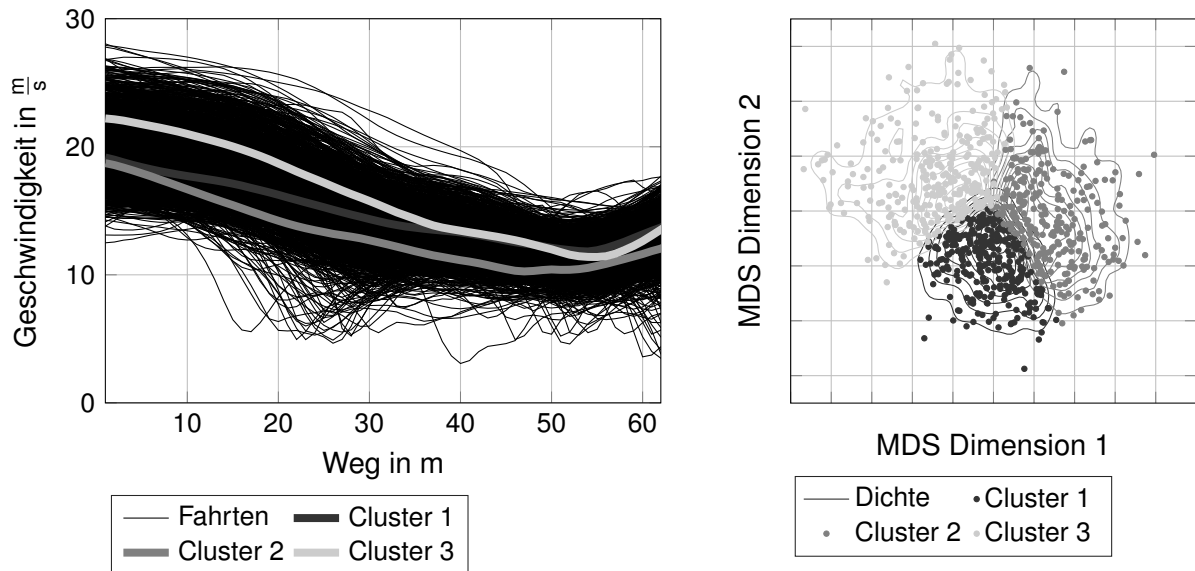 30
20
10
0
Geschwindigkeit in m/s
10 20 30 40 50 60
Weg in m
Fahrten Cluster 1
Cluster 2 Cluster 3
MDS Dimension 2
MDS Dimension 1
Dichte Cluster 1
Cluster 2 Cluster 3